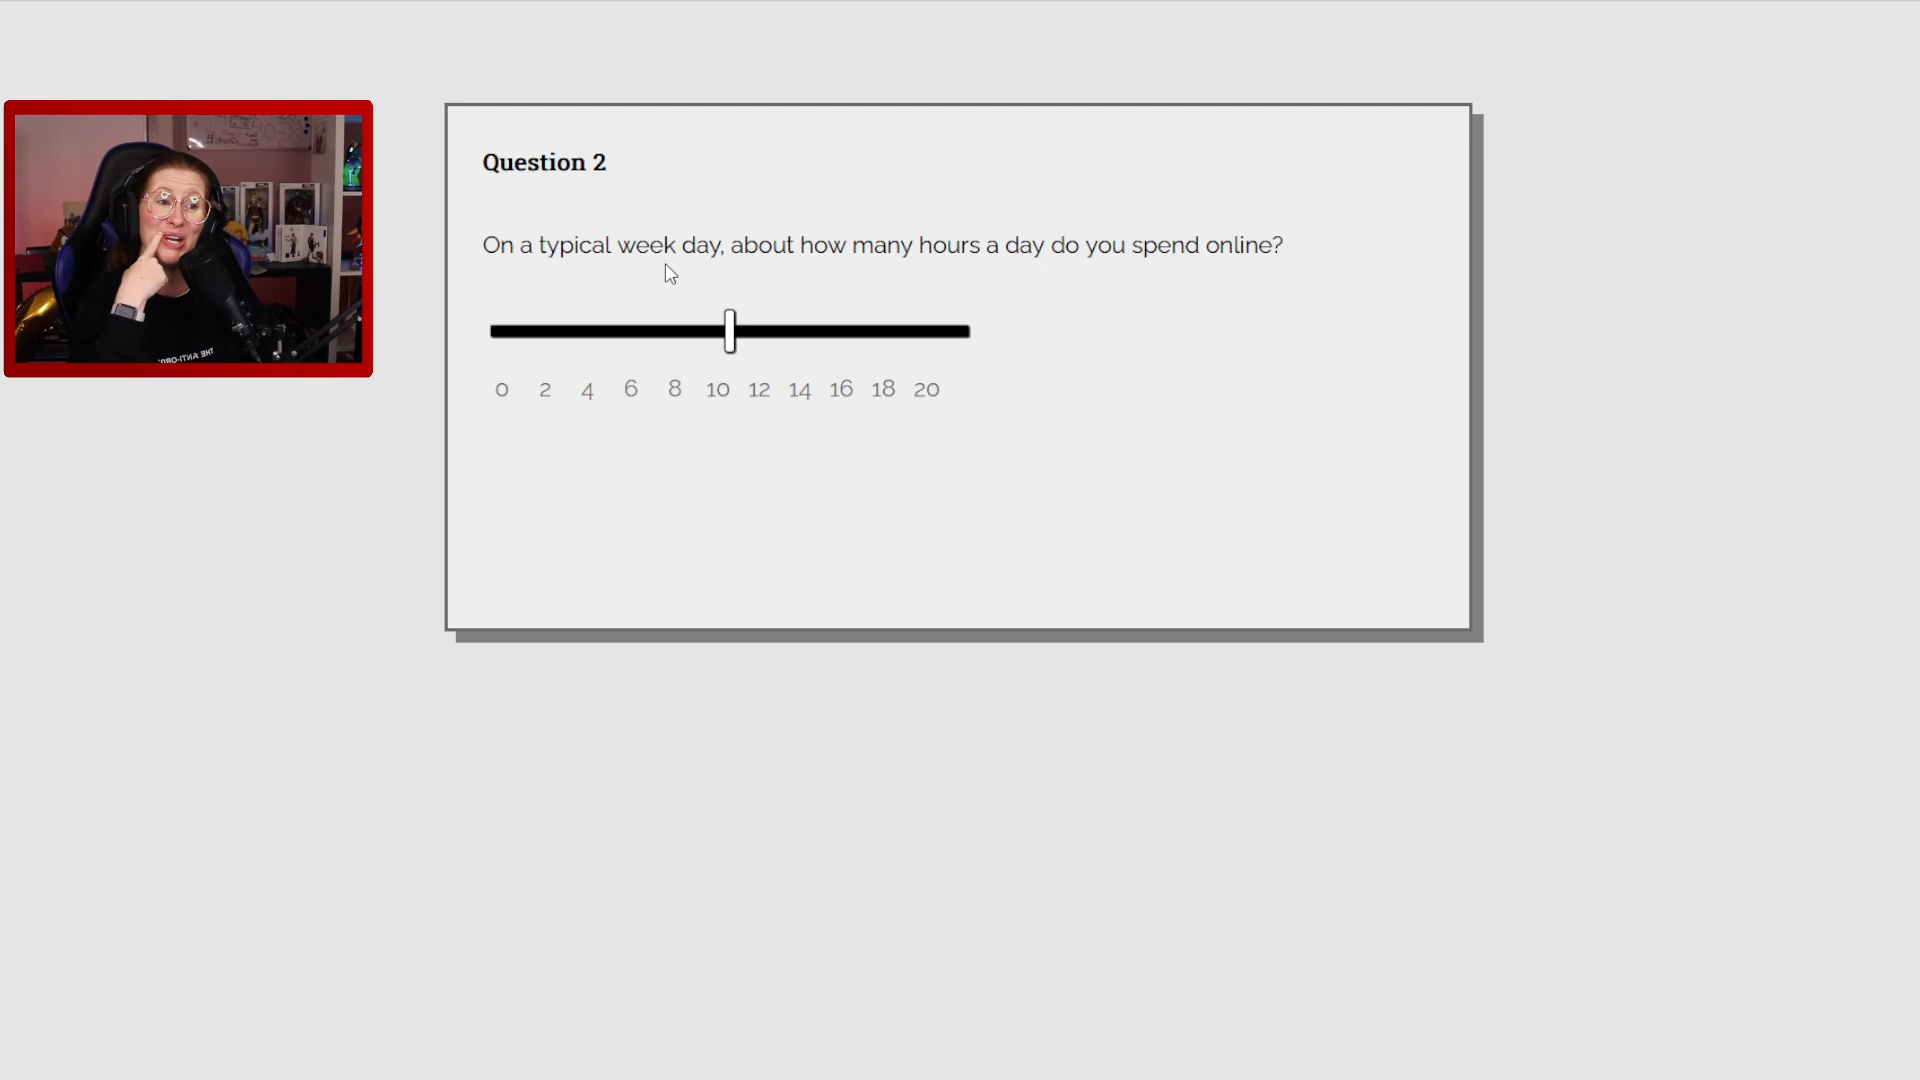 Question 2
On a typical week day, about how many hours a day do you spend online?
0 2 4 6 8 10 12 14 16 18 20